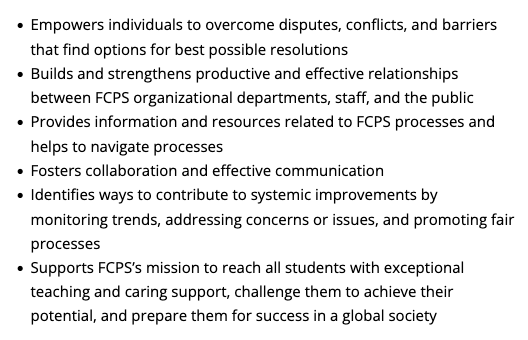 • Empowers individuals to overcome disputes, conflicts, and barriers
that find options for best possible resolutions
• Builds and strengthens productive and effective relationships
between FCPS organizational departments, staff, and the public
• Provides information and resources related to FCPS processes and
helps to navigate processes
• Fosters collaboration and effective communication
• Identifies ways to contribute to systemic improvements by
monitoring trends, addressing concerns or issues, and promoting fair
processes
• Supports FCPS’s mission to reach all students with exceptional
teaching and caring support, challenge them to achieve their
potential, and prepare them for success in a global society